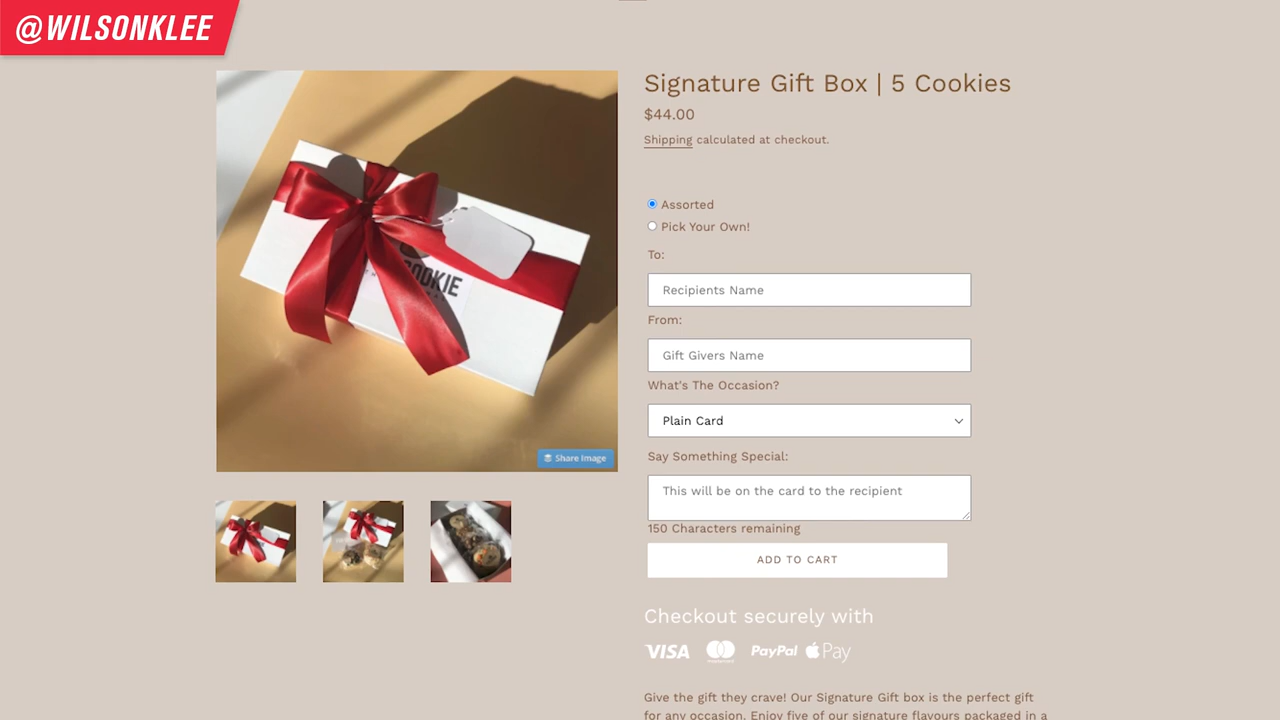 @WILSONKLEE
Signature Gift Box | 5 Cookies
$44.00
Shipping calculated at checkout.
Assorted
Pick Your Own!
To:
Recipients Name
From:
Gift Givers Name
What's The Occasion?
Plain Card
Say Something Special:
This will be on the card to the recipient
150 Characters remaining
ADD TO CART
COOKIE
Share Image
Checkout securely with
VISA mastercard PayPal Pay
Give the gift they crave! Our Signature Gift box is the perfect gift
for any occasion. Enjoy five of our signature flavours packaged in a